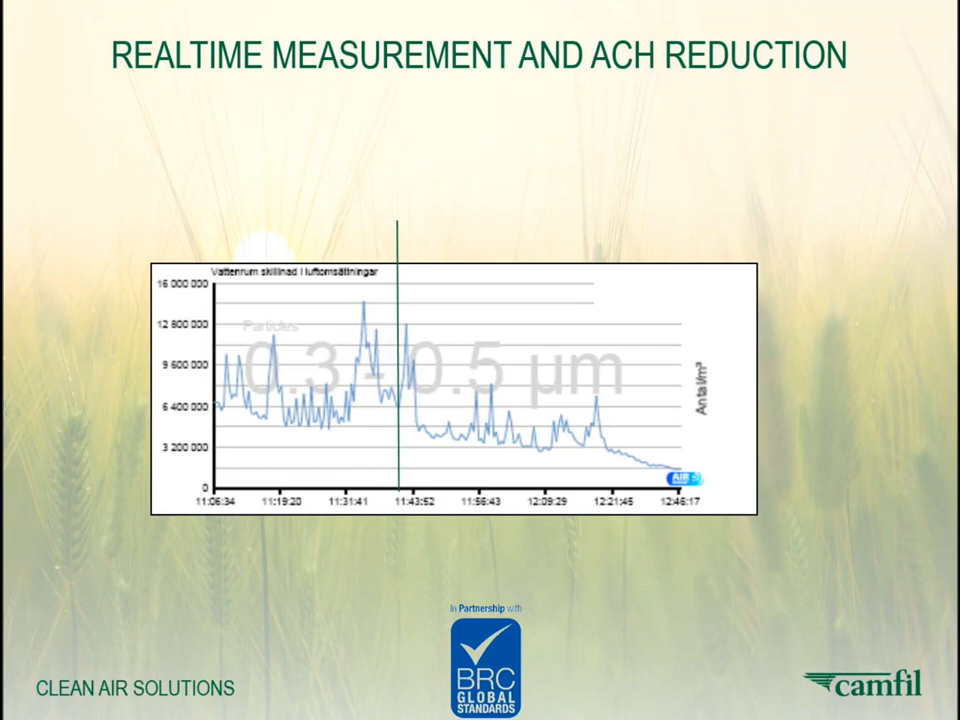 REALTIME MEASUREMENT AND ACH REDUCTION
Vattenrum skillnad i luftomsättningar
16 000 000
12 800 000
9 600 000
6 400 000
3 200 000
0
Particles
0.3 - 0.5 µm
Antal/m³
AIR
11:06:34 11:19:20 11:31:41 11:43:52 11:56:43 12:09:29 12:21:45 12:46:17
In Partnership with
BRC
GLOBAL
STANDARDS
CLEAN AIR SOLUTIONS
camfil